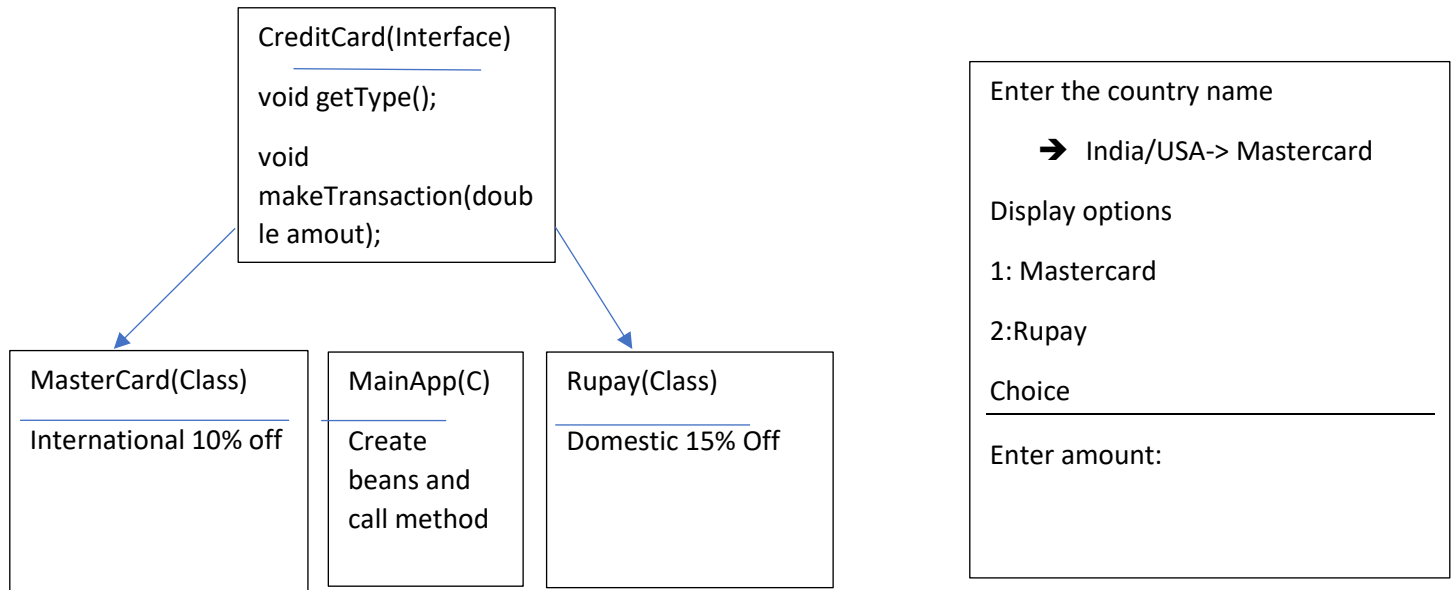 CreditCard(Interface)
void getType();
void
makeTransaction(doub
le amout);
MasterCard(Class)
International 10% off
MainApp(C)
Create
beans and
call method
Rupay(Class)
Domestic 15% Off
Enter the country name
➔ India/USA-> Mastercard
Display options
1: Mastercard
2:Rupay
Choice
Enter amount: